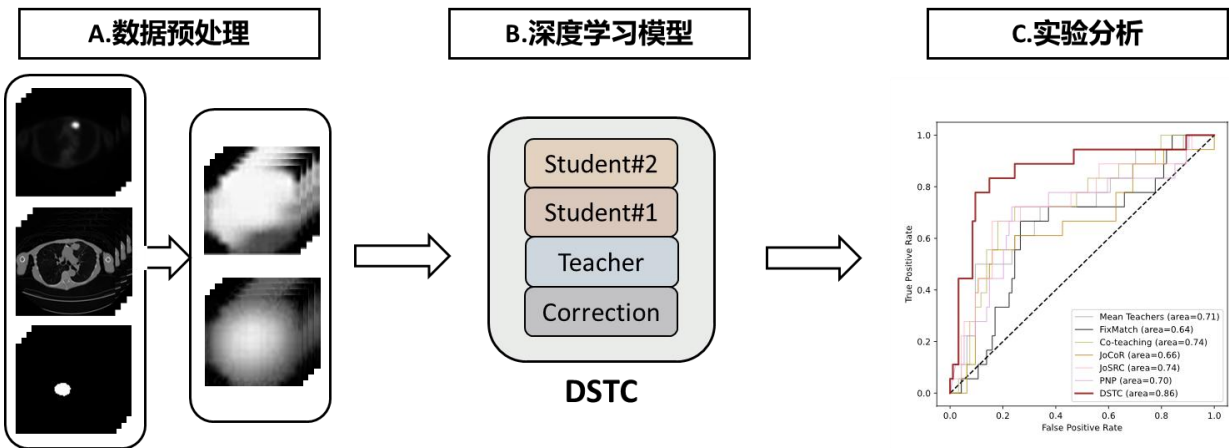 A.数据预处理
B.深度学习模型
C.实验分析
Student#2
Student#1
Teacher
Correction
DSTC
True Positive Rate
1.0
0.8
0.6
0.4
0.2
0.0
Mean Teachers (area=0.71)
FixMatch (area=0.64)
Co-teaching (area=0.74)
JoCoR (area=0.66)
JoSRC (area=0.74)
PNP (area=0.70)
DSTC (area=0.86)
0.0 0.2 0.4 0.6 0.8 1.0
False Positive Rate